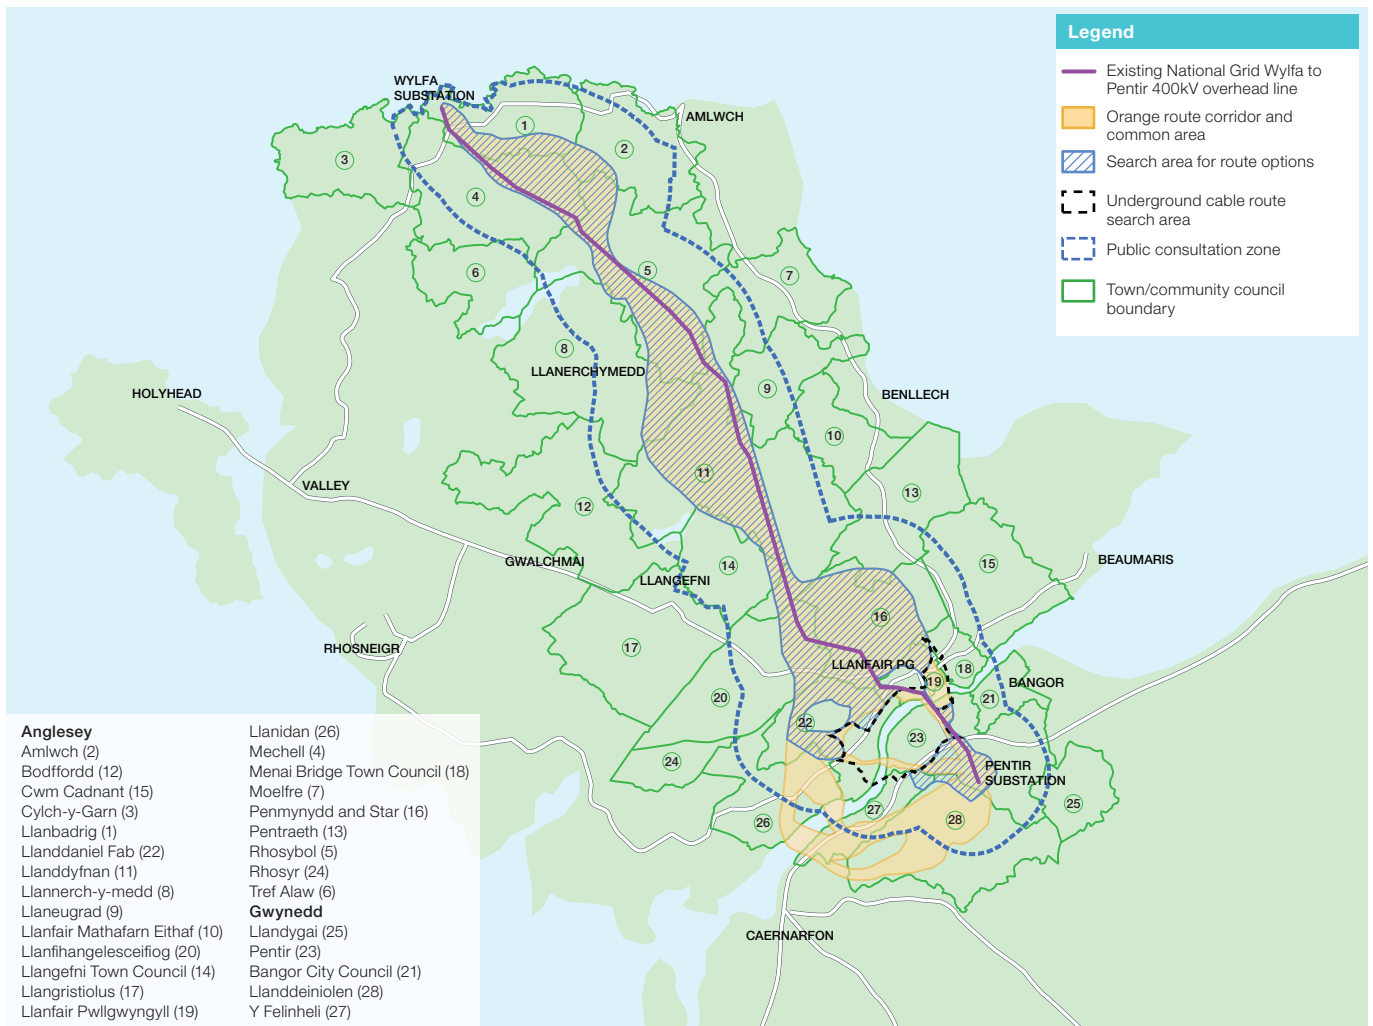 Legend
Existing National Grid Wylfa to
Pentir 400kV overhead line
Orange route corridor and
common area
Search area for route options
Underground cable route
search area
Public consultation zone
Town/community council
boundary
WYLFA
SUBSTATION
AMLWCH
1
2
3
4
5
6
7
8
LLANERCHYMEDD
HOLYHEAD
9
BENLLECH
10
11
VALLEY
13
12
GWALCHMAI
LLANGEFNI
14
15
BEAUMARIS
16
RHOSNEIGR
17
LLANFAIR PG
18
19
BANGOR
20
21
22
23
24
PENTIR
SUBSTATION
25
26
27
28
CAERNARFON
Anglesey
Amlwch (2)
Bodffordd (12)
Cwm Cadnant (15)
Cylch-y-Garn (3)
Llanbadrig (1)
Llanddaniel Fab (22)
Llanddyfnan (11)
Llannerch-y-medd (8)
Llaneugrad (9)
Llanfair Mathafarn Eithaf (10)
Llanfihangelesceifiog (20)
Llangefni Town Council (14)
Llangristiolus (17)
Llanfair Pwllgwyngyll (19)
Llanidan (26)
Mechell (4)
Menai Bridge Town Council (18)
Moelfre (7)
Penmynydd and Star (16)
Pentraeth (13)
Rhosybol (5)
Rhosyr (24)
Tref Alaw (6)
Gwynedd
Llandygai (25)
Pentir (23)
Bangor City Council (21)
Llanddeiniolen (28)
Y Felinheli (27)